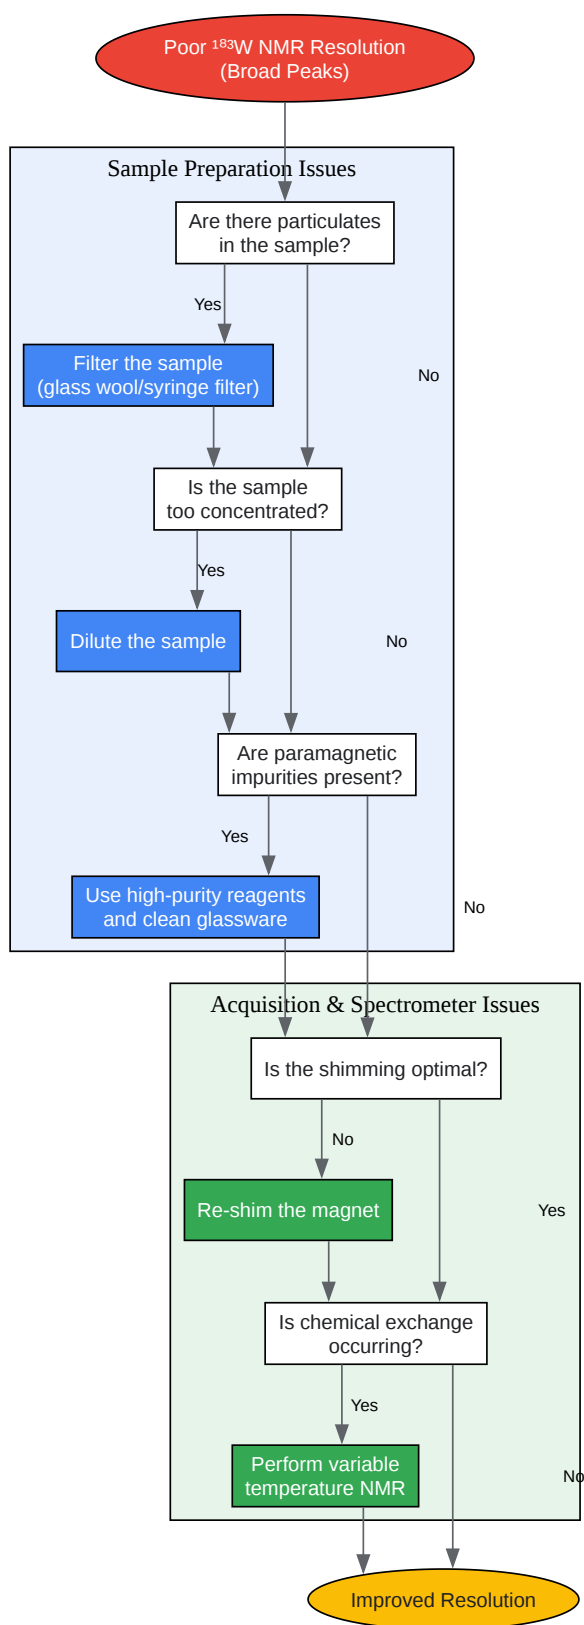 Poor ¹⁸³W NMR Resolution
(Broad Peaks)
Sample Preparation Issues
Are there particulates
in the sample?
Yes
Filter the sample
(glass wool/syringe filter)
No
Is the sample
too concentrated?
Yes
Dilute the sample
No
Are paramagnetic
impurities present?
Yes
Use high-purity reagents
and clean glassware
No
Acquisition & Spectrometer Issues
Is the shimming optimal?
No
Re-shim the magnet
Yes
Is chemical exchange
occurring?
Yes
Perform variable
temperature NMR
No
Improved Resolution